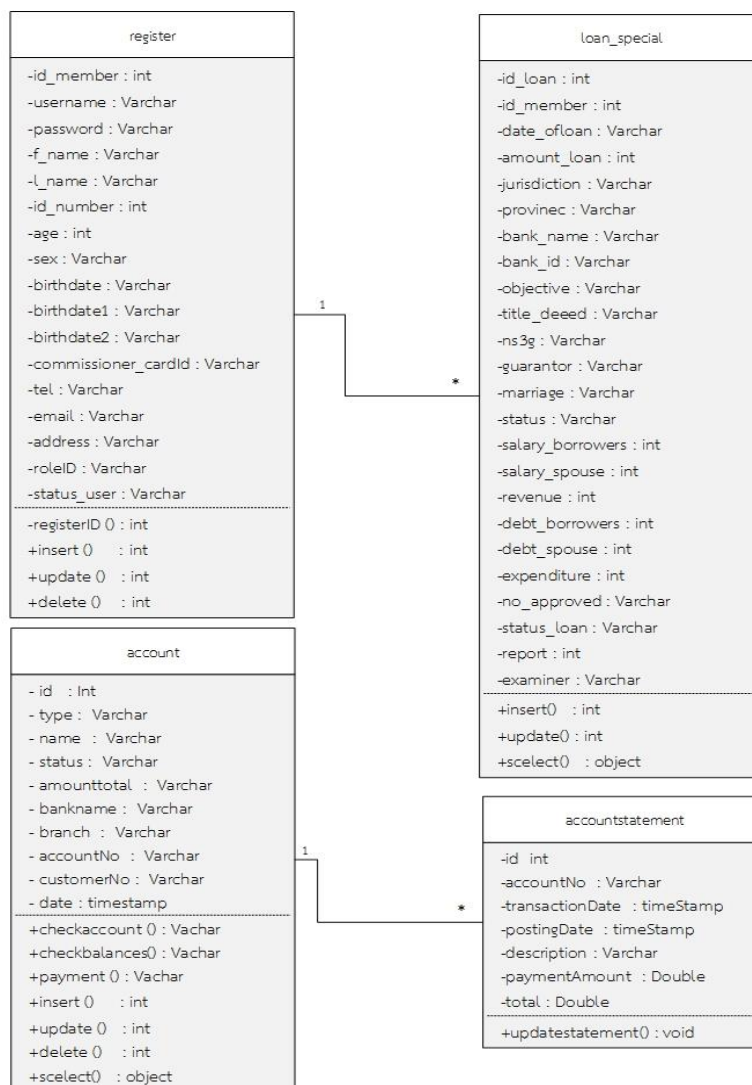 register
-id_member : int
-username : Varchar
-password : Varchar
-f_name : Varchar
-l_name : Varchar
-id_number : int
-age : int
-sex : Varchar
-birthdate : Varchar
-birthdate1 : Varchar
-birthdate2 : Varchar
-commissioner_cardId : Varchar
-tel : Varchar
-email : Varchar
-address : Varchar
-roleID : Varchar
-status_user : Varchar
-registerID () : int
+insert () : int
+update () : int
+delete () : int
1
*
loan_special
-id_loan : int
-id_member : int
-date_ofloan : Varchar
-amount_loan : int
-jurisdiction : Varchar
-provinec : Varchar
-bank_name : Varchar
-bank_id : Varchar
-objective : Varchar
-title_deeed : Varchar
-ns3g : Varchar
-guarantor : Varchar
-marriage : Varchar
-status : Varchar
-salary_borrowers : int
-salary_spouse : int
-revenue : int
-debt_borrowers : int
-debt_spouse : int
-expenditure : int
-no_approved : Varchar
-status_loan : Varchar
-report : int
-examiner : Varchar
+insert() : int
+update() : int
+scelect() : object
account
- id : Int
- type : Varchar
- name : Varchar
- status : Varchar
- amounttotal : Varchar
- bankname : Varchar
- branch : Varchar
- accountNo : Varchar
- customerNo : Varchar
- date : timestamp
+checkaccount () : Vachar
+checkbalances() : Vachar
+payment () : Vachar
+insert () : int
+update () : int
+delete () : int
+scelect() : object
1
*
accountstatement
-id int
-accountNo : Varchar
-transactionDate : timeStamp
-postingDate : timeStamp
-description : Varchar
-paymentAmount : Double
-total : Double
+updatestatement() : void